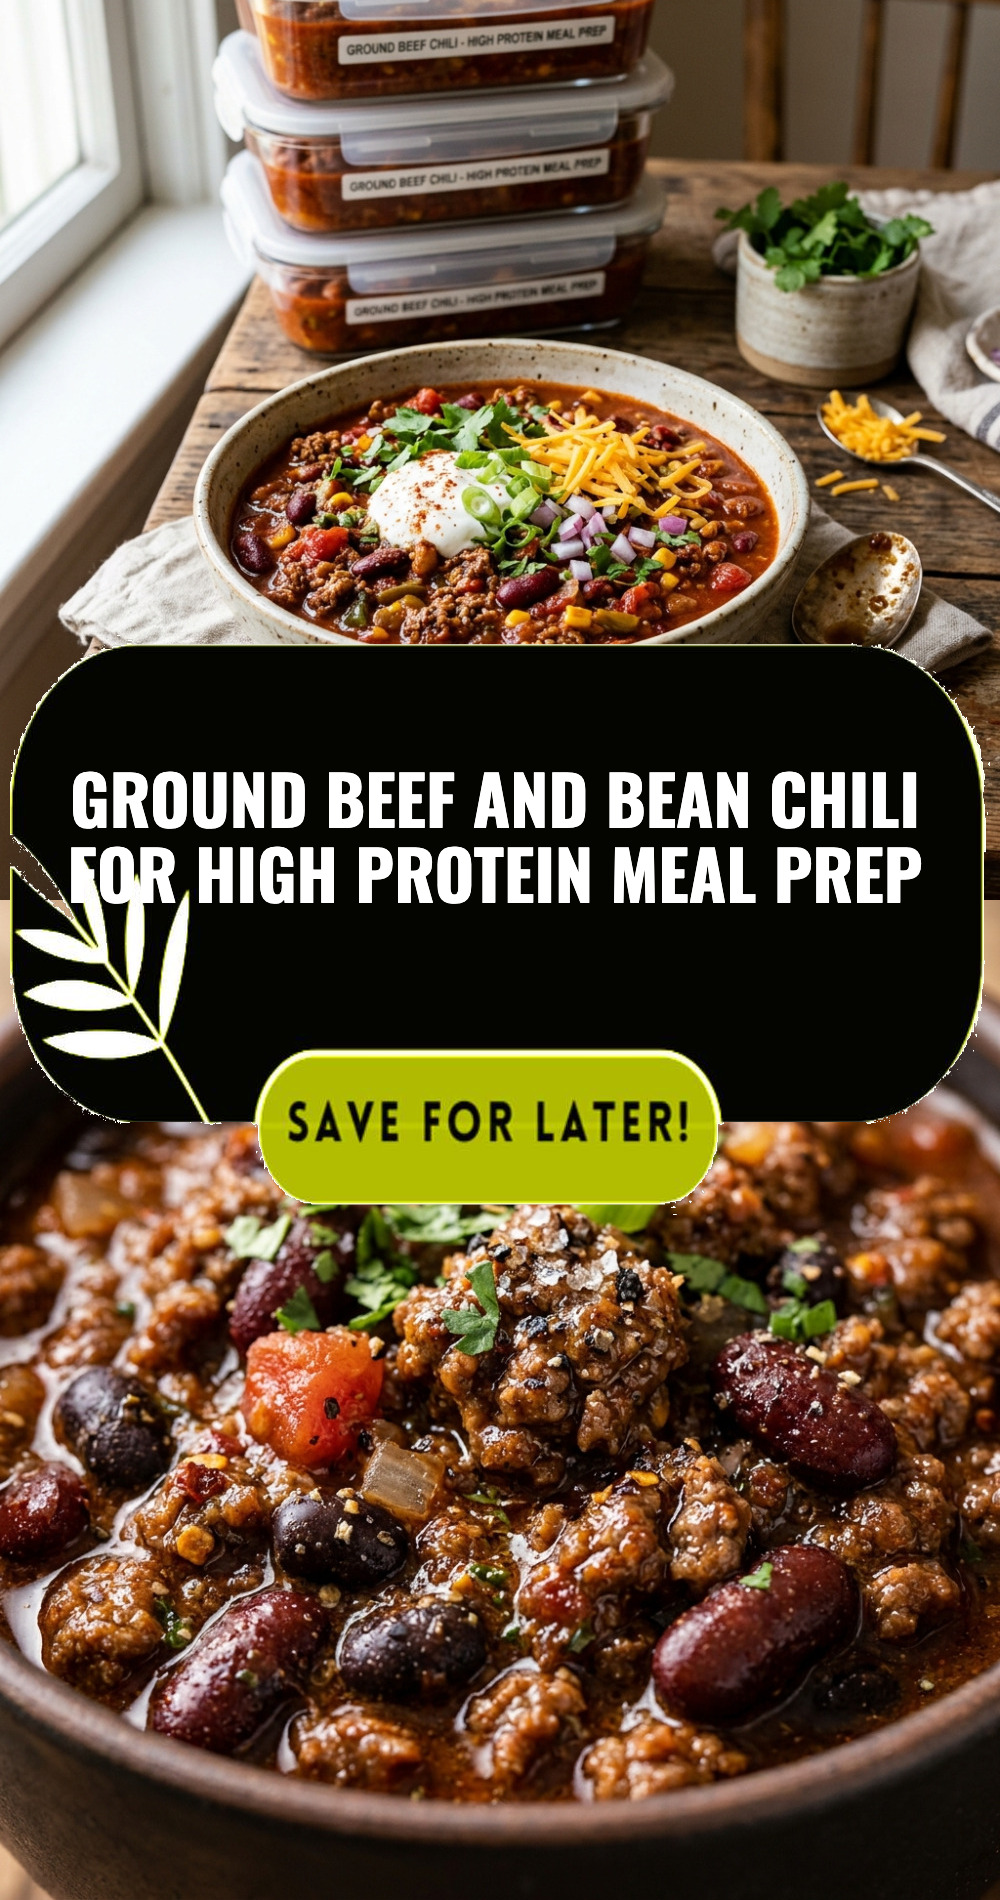 GROUND BEEF CHILI - HIGH PROTEIN MEAL PREP
GROUND BEEF CHILI - HIGH PROTEIN MEAL PREP
GROUND BEEF CHILI - HIGH PROTEIN MEAL PREP
GROUND BEEF AND BEAN CHILI
FOR HIGH PROTEIN MEAL PREP
SAVE FOR LATER!